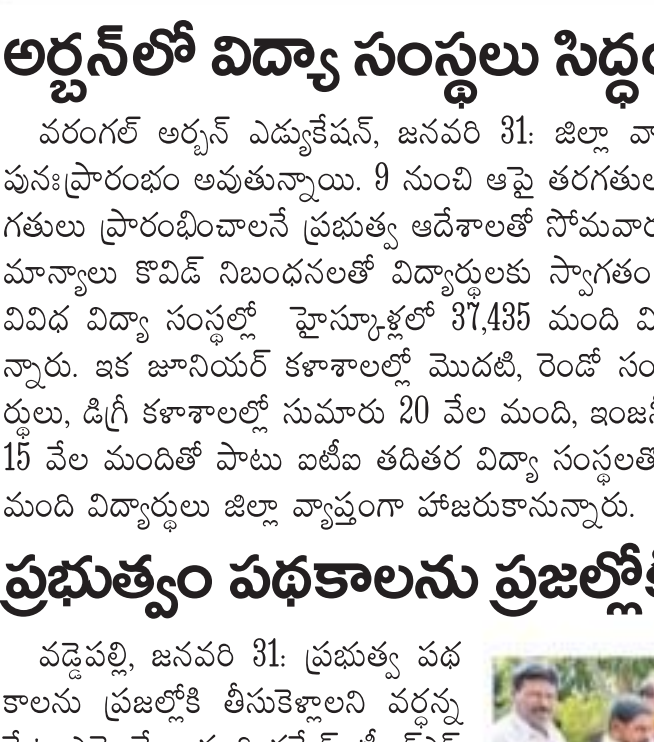 అర్బన్‌లో విద్యా సంస్థలు సిద్ధం
వరంగల్ అర్బన్ ఎడ్యుకేషన్, జనవరి 31: జిల్లా వా
పునఃప్రారంభం అవుతున్నాయి. 9 నుంచి ఆపై తరగతుల
గతులు ప్రారంభించాలనే ప్రభుత్వ ఆదేశాలతో సోమవార
మాన్యాలు కొవిడ్ నిబంధనలతో విద్యార్థులకు స్వాగతం
వివిధ విద్యా సంస్థల్లో హైస్కూళ్లలో 37,435 మంది వి
న్నారు. ఇక జూనియర్ కళాశాలల్లో మొదటి, రెండో సం
ర్థులు, డిగ్రీ కళాశాలల్లో సుమారు 20 వేల మంది, ఇంజనీ
15 వేల మందితో పాటు ఐటీఐ తదితర విద్యా సంస్థలతో
మంది విద్యార్థులు జిల్లా వ్యాప్తంగా హాజరుకానున్నారు.
ప్రభుత్వం పథకాలను ప్రజల్లోకి
వడ్డెపల్లి, జనవరి 31: ప్రభుత్వ పథ
కాలను ప్రజల్లోకి తీసుకెళ్లాలని వర్ధన్న